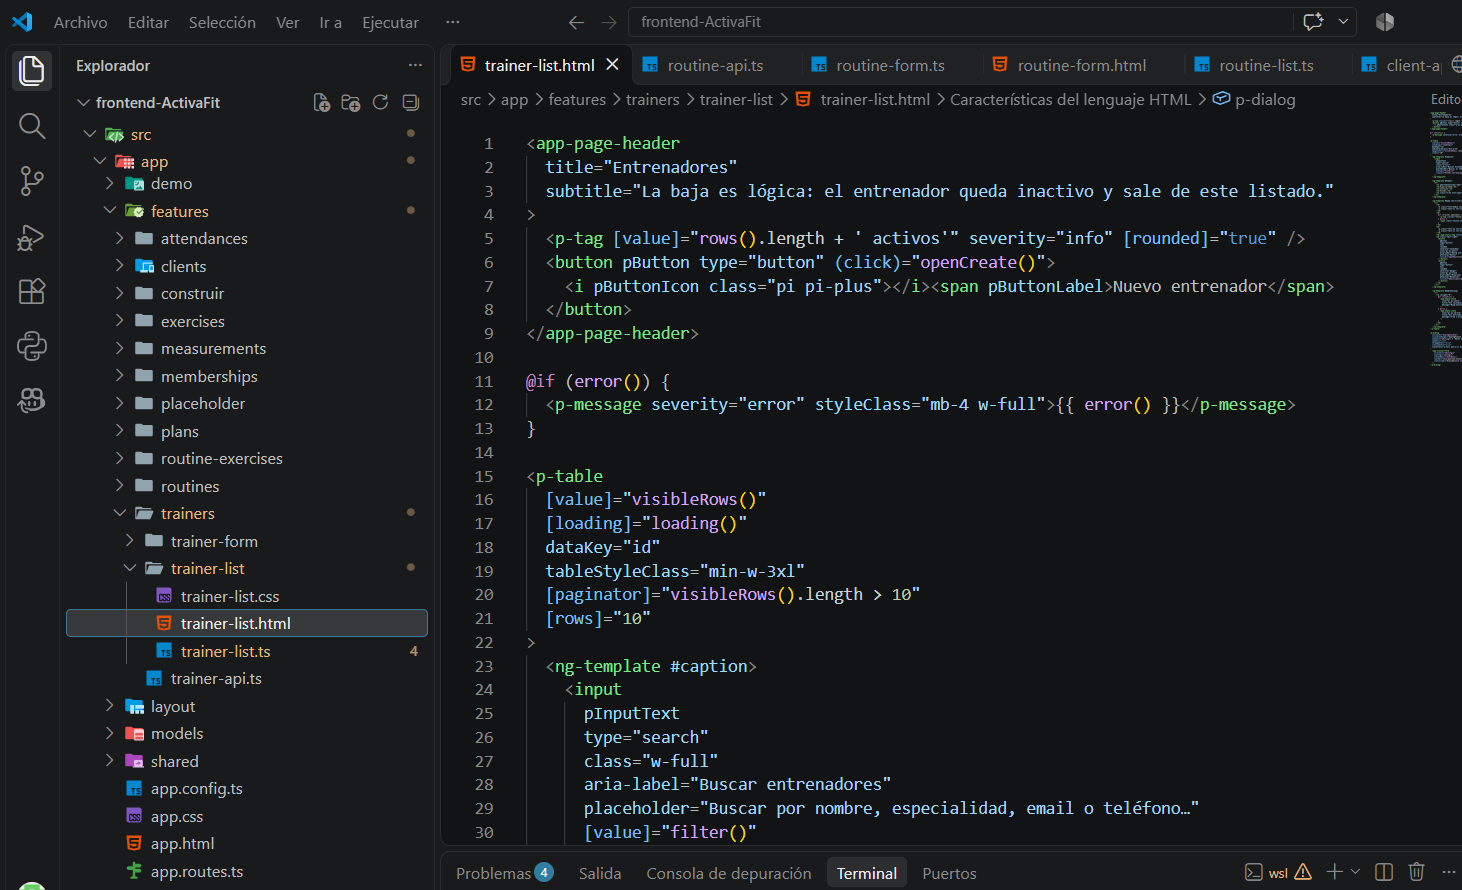 Archivo Editar Selección Ver Ir a Ejecutar ···
frontend-ActivaFit
Explorador ···
frontend-ActivaFit
src
app
demo
features
attendances
clients
construir
exercises
measurements
memberships
placeholder
plans
routine-exercises
routines
trainers
trainer-form
trainer-list
trainer-list.css
trainer-list.html
trainer-list.ts 4
trainer-api.ts
layout
models
shared
app.config.ts
app.css
app.html
app.routes.ts
trainer-list.html routine-api.ts routine-form.ts routine-form.html routine-list.ts
src > app > features > trainers > trainer-list > trainer-list.html > Características del lenguaje HTML > p-dialog
1 <app-page-header
2 title="Entrenadores"
3 subtitle="La baja es lógica: el entrenador queda inactivo y sale de este listado."
4 >
5 <p-tag [value]="rows().length + ' activos'" severity="info" [rounded]="true" />
6 <button pButton type="button" (click)="openCreate()">
7 <i pButtonIcon class="pi pi-plus"></i><span pButtonLabel>Nuevo entrenador</span>
8 </button>
9 </app-page-header>
10
11 @if (error()) {
12 <p-message severity="error" styleClass="mb-4 w-full">{{ error() }}</p-message>
13 }
14
15 <p-table
16 [value]="visibleRows()"
17 [loading]="loading()"
18 dataKey="id"
19 tableStyleClass="min-w-3xl"
20 [paginator]="visibleRows().length > 10"
21 [rows]="10"
22 >
23 <ng-template #caption>
24 <input
25 pInputText
26 type="search"
27 class="w-full"
28 aria-label="Buscar entrenadores"
29 placeholder="Buscar por nombre, especialidad, email o teléfono…"
30 [value]="filter()"
Problemas 4 Salida Consola de depuración Terminal Puertos
wsl